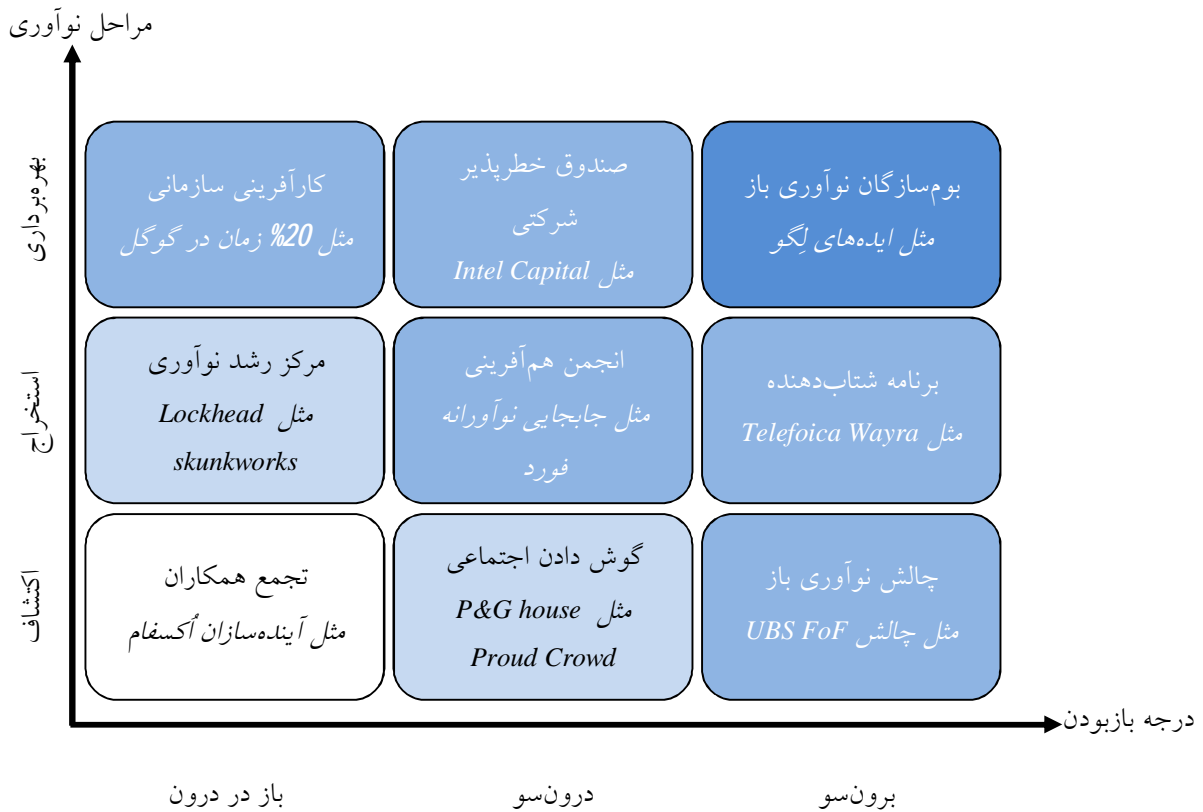 مراحل نوآوری
بهره‌برداری
کارآفرینی سازمانی
مثل 20% زمان در گوگل
صندوق خطرپذیر
شرکتی
مثل Intel Capital
بوم‌سازگان نوآوری باز
مثل ایده‌های لِگو
استخراج
مرکز رشد نوآوری
مثل Lockhead
skunkworks
انجمن هم‌آفرینی
مثل جابجایی نوآورانه
فورد
برنامه شتاب‌دهنده
مثل Telefoica Wayra
اکتشاف
تجمع همکاران
مثل آینده‌سازان اُکسفام
گوش دادن اجتماعی
مثل P&G house
Proud Crowd
چالش نوآوری باز
مثل چالش UBS FoF
درجه بازبودن
باز در درون
درون‌سو
برون‌سو